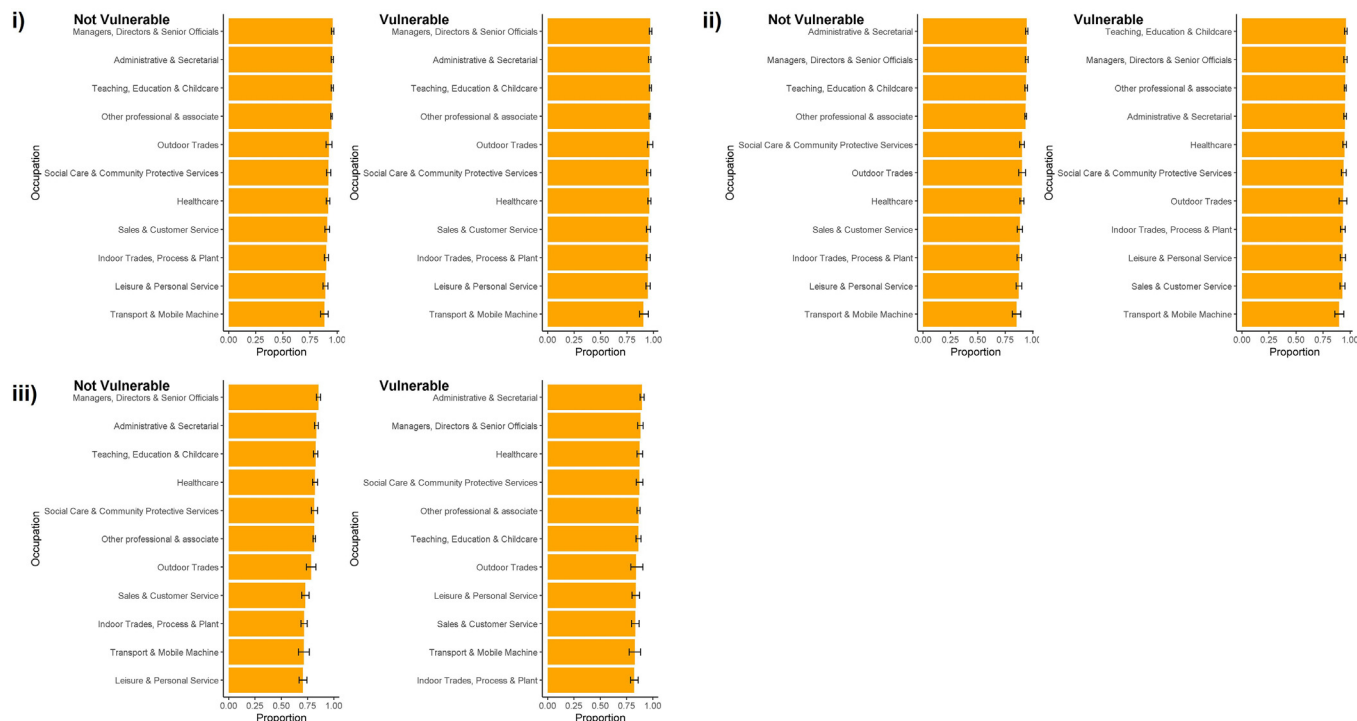 i)
Not Vulnerable
Managers, Directors & Senior Officials
Administrative & Secretarial
Teaching, Education & Childcare
Other professional & associate
Outdoor Trades
Social Care & Community Protective Services
Healthcare
Sales & Customer Service
Indoor Trades, Process & Plant
Leisure & Personal Service
Transport & Mobile Machine
Occupation
0.00 0.25 0.50 0.75 1.00
Proportion
Vulnerable
Managers, Directors & Senior Officials
Administrative & Secretarial
Teaching, Education & Childcare
Other professional & associate
Outdoor Trades
Social Care & Community Protective Services
Healthcare
Sales & Customer Service
Indoor Trades, Process & Plant
Leisure & Personal Service
Transport & Mobile Machine
Occupation
0.00 0.25 0.50 0.75 1.00
Proportion
ii)
Not Vulnerable
Administrative & Secretarial
Managers, Directors & Senior Officials
Teaching, Education & Childcare
Other professional & associate
Social Care & Community Protective Services
Outdoor Trades
Healthcare
Sales & Customer Service
Indoor Trades, Process & Plant
Leisure & Personal Service
Transport & Mobile Machine
Occupation
0.00 0.25 0.50 0.75 1.00
Proportion
Vulnerable
Teaching, Education & Childcare
Managers, Directors & Senior Officials
Other professional & associate
Administrative & Secretarial
Healthcare
Social Care & Community Protective Services
Outdoor Trades
Indoor Trades, Process & Plant
Leisure & Personal Service
Sales & Customer Service
Transport & Mobile Machine
Occupation
0.00 0.25 0.50 0.75 1.00
Proportion
iii)
Not Vulnerable
Managers, Directors & Senior Officials
Administrative & Secretarial
Teaching, Education & Childcare
Healthcare
Social Care & Community Protective Services
Other professional & associate
Outdoor Trades
Sales & Customer Service
Indoor Trades, Process & Plant
Transport & Mobile Machine
Leisure & Personal Service
Occupation
0.00 0.25 0.50 0.75 1.00
Proportion
Vulnerable
Administrative & Secretarial
Managers, Directors & Senior Officials
Healthcare
Social Care & Community Protective Services
Other professional & associate
Teaching, Education & Childcare
Outdoor Trades
Leisure & Personal Service
Sales & Customer Service
Transport & Mobile Machine
Indoor Trades, Process & Plant
Occupation
0.00 0.25 0.50 0.75 1.00
Proportion